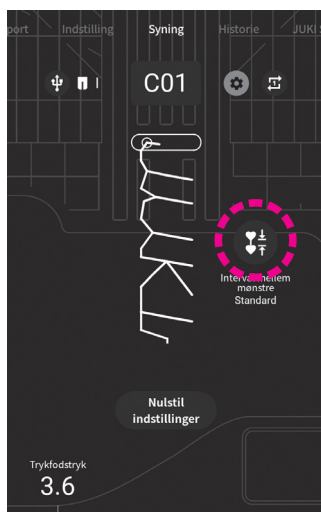 port Indstilling Syning Historie JUKI S
C01
Interval mellem
mønstre
Standard
Nulstil
indstillinger
Trykfodstryk
3.6